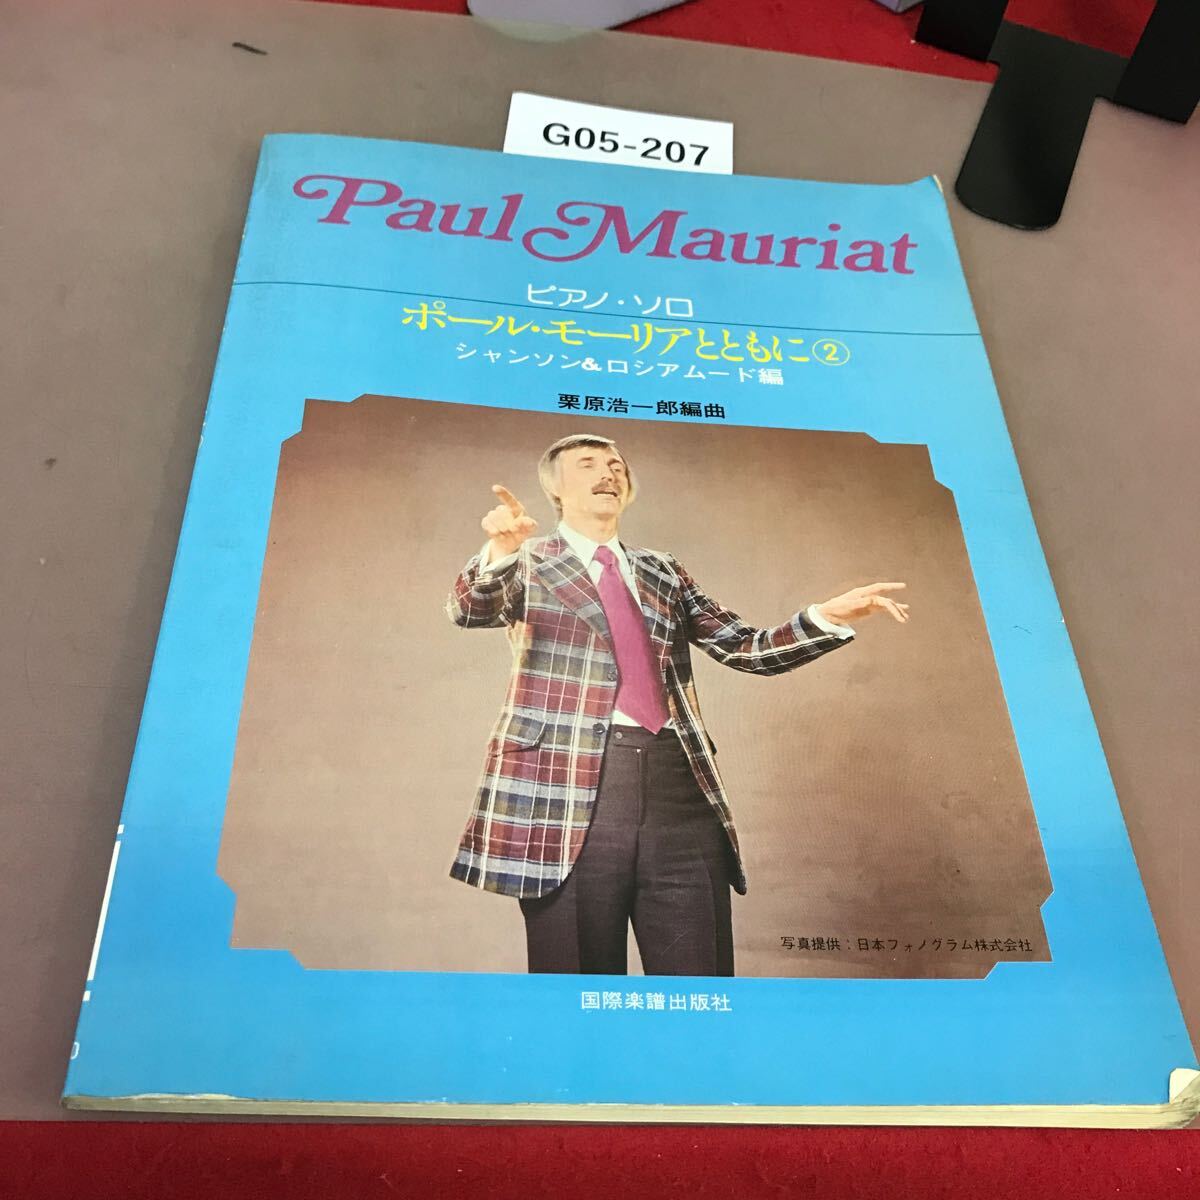 G05-207
Paul Mauriat
ピアノ・ソロ
ポール・モーリアとともに②
シャンソン&ロシアムード編
栗原浩一郎編曲
写真提供：日本フォノグラム株式会社
国際楽譜出版社